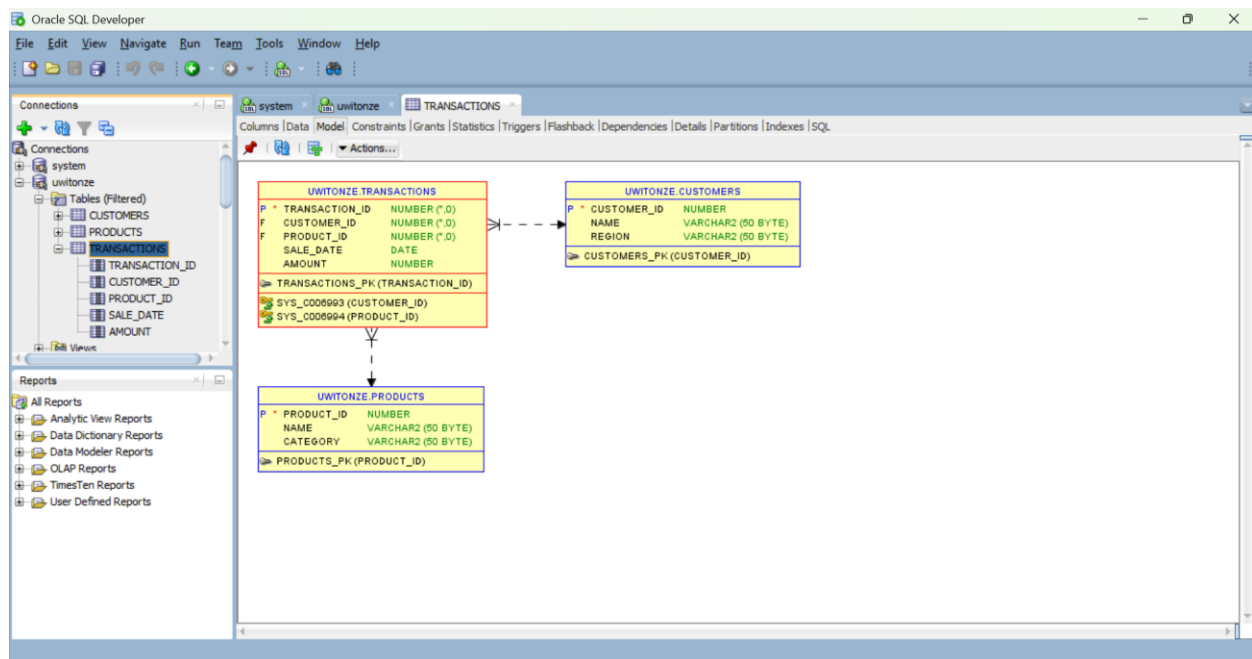 Oracle SQL Developer
File Edit View Navigate Run Team Tools Window Help
Connections
Connections
system
uwitonze
Tables (Filtered)
CUSTOMERS
PRODUCTS
TRANSACTIONS
TRANSACTION_ID
CUSTOMER_ID
PRODUCT_ID
SALE_DATE
AMOUNT
Views
Reports
All Reports
Analytic View Reports
Data Dictionary Reports
Data Modeler Reports
OLAP Reports
TimesTen Reports
User Defined Reports
system uwitonze TRANSACTIONS
Columns |Data |Model |Constraints |Grants |Statistics |Triggers |Flashback |Dependencies |Details |Partitions |Indexes |SQL
Actions...
UWITONZE.TRANSACTIONS
P * TRANSACTION_ID NUMBER (*,0)
F CUSTOMER_ID NUMBER (*,0)
F PRODUCT_ID NUMBER (*,0)
SALE_DATE DATE
AMOUNT NUMBER
TRANSACTIONS_PK (TRANSACTION_ID)
SYS_C006993 (CUSTOMER_ID)
SYS_C006994 (PRODUCT_ID)
UWITONZE.CUSTOMERS
P * CUSTOMER_ID NUMBER
NAME VARCHAR2 (50 BYTE)
REGION VARCHAR2 (50 BYTE)
CUSTOMERS_PK (CUSTOMER_ID)
UWITONZE.PRODUCTS
P * PRODUCT_ID NUMBER
NAME VARCHAR2 (50 BYTE)
CATEGORY VARCHAR2 (50 BYTE)
PRODUCTS_PK (PRODUCT_ID)